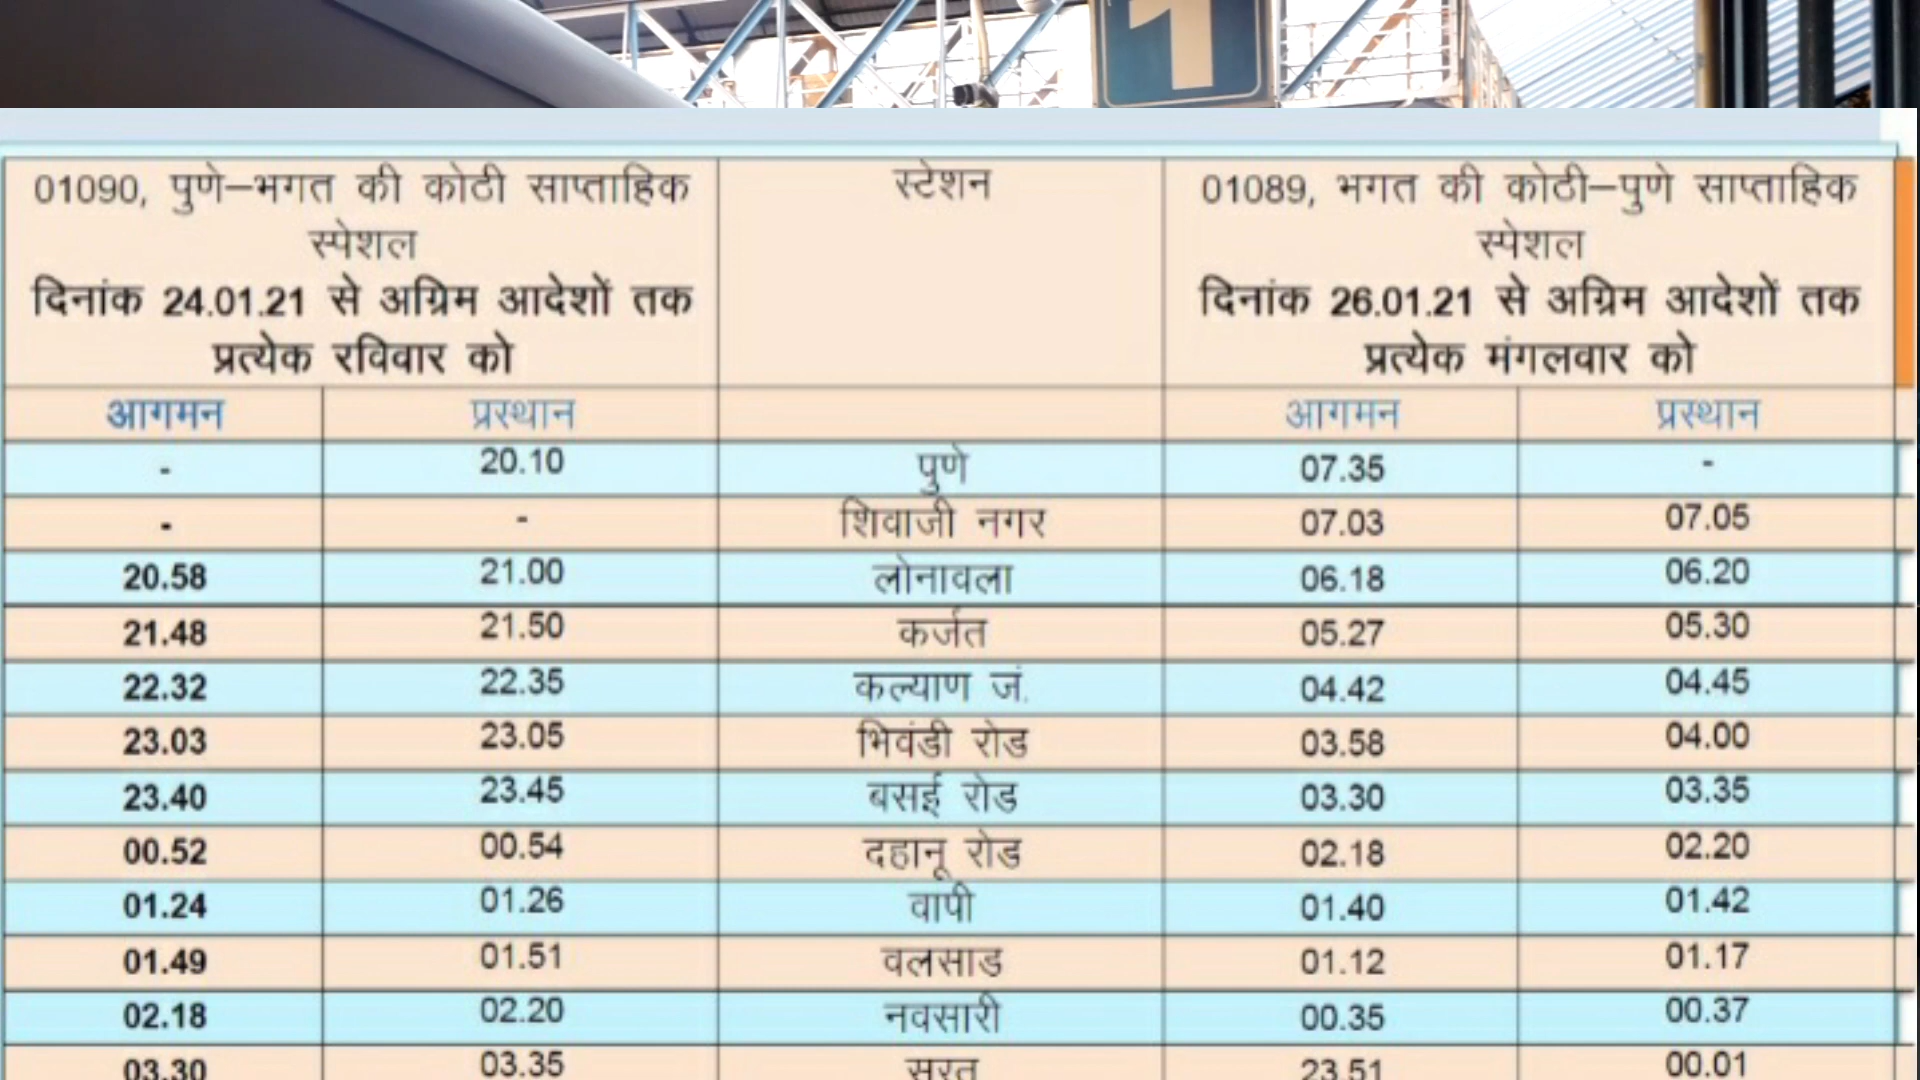 1
01090, पुणे–भगत की कोठी साप्ताहिक स्टेशन 01089, भगत की कोठी–पुणे साप्ताहिक
स्पेशल स्पेशल
दिनांक 24.01.21 से अग्रिम आदेशों तक दिनांक 26.01.21 से अग्रिम आदेशों तक
प्रत्येक रविवार को प्रत्येक मंगलवार को
आगमन प्रस्थान आगमन प्रस्थान
- 20.10 पुणे 07.35 -
- - शिवाजी नगर 07.03 07.05
20.58 21.00 लोनावला 06.18 06.20
21.48 21.50 कर्जत 05.27 05.30
22.32 22.35 कल्याण जं. 04.42 04.45
23.03 23.05 भिवंडी रोड 03.58 04.00
23.40 23.45 बसई रोड 03.30 03.35
00.52 00.54 दहानू रोड 02.18 02.20
01.24 01.26 वापी 01.40 01.42
01.49 01.51 वलसाड 01.12 01.17
02.18 02.20 नवसारी 00.35 00.37
03.30 03.35 सूरत 23.51 00.01